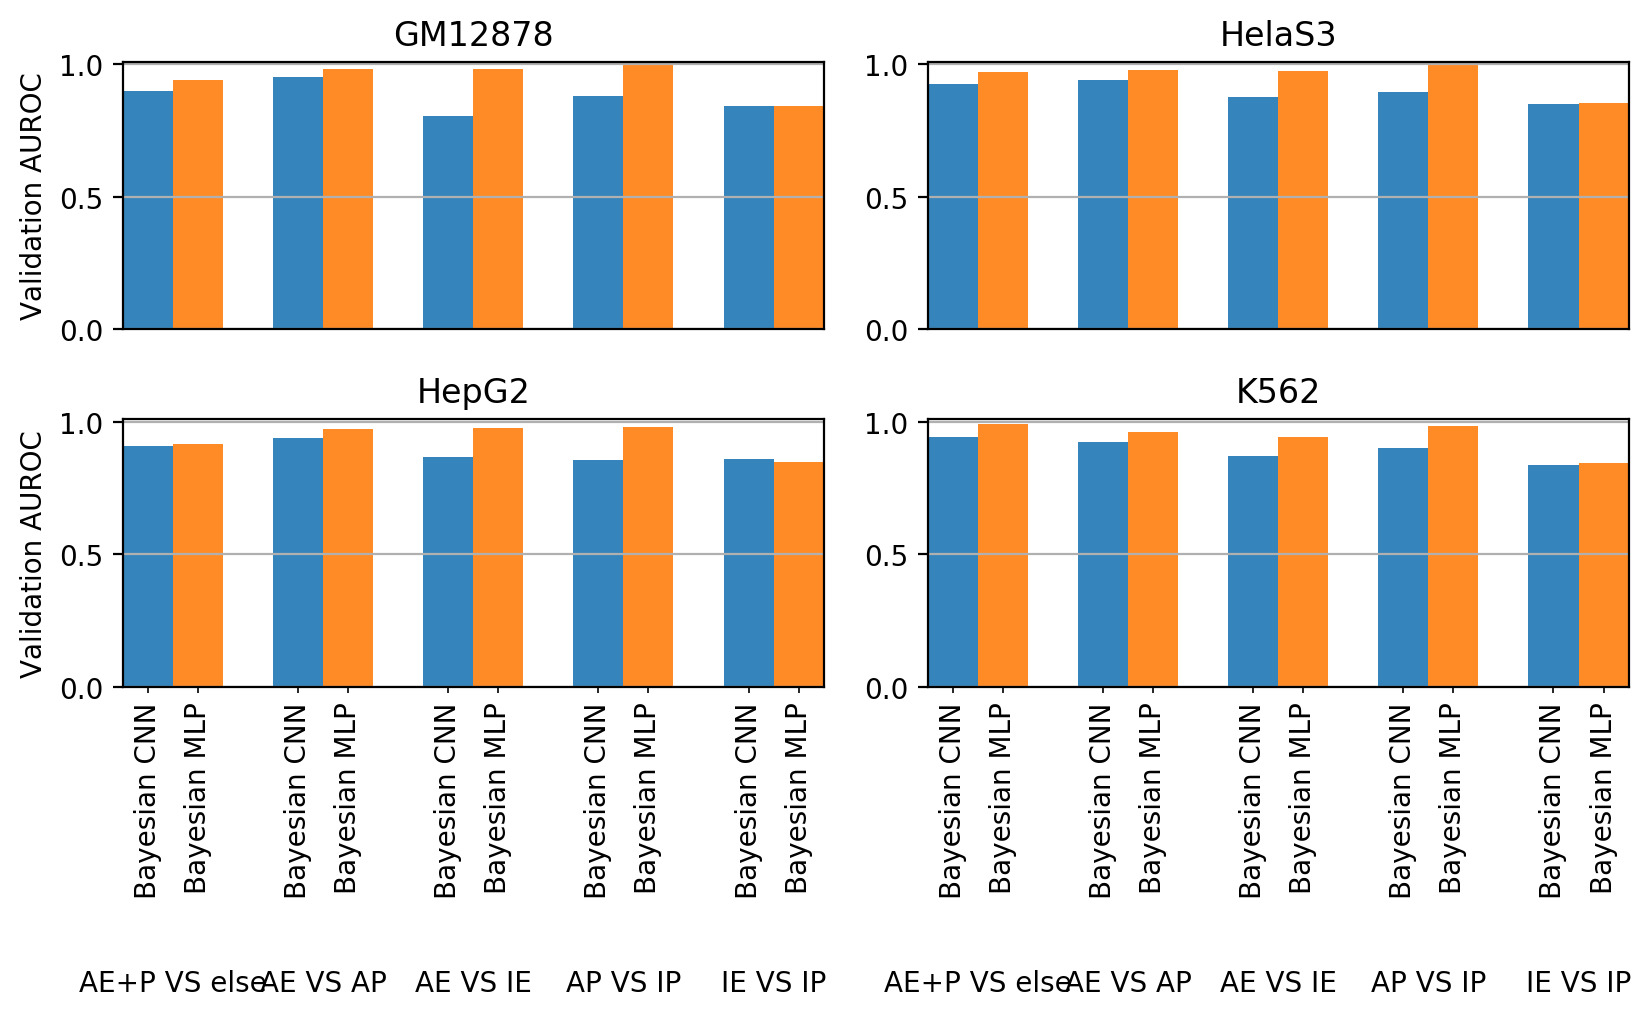 GM12878
Validation AUROC
1.0
0.5
0.0
HelaS3
1.0
0.5
0.0
HepG2
Validation AUROC
1.0
0.5
0.0
Bayesian CNN
Bayesian MLP
Bayesian CNN
Bayesian MLP
Bayesian CNN
Bayesian MLP
Bayesian CNN
Bayesian MLP
Bayesian CNN
Bayesian MLP
AE+P VS else
AE VS AP
AE VS IE
AP VS IP
IE VS IP
K562
1.0
0.5
0.0
Bayesian CNN
Bayesian MLP
Bayesian CNN
Bayesian MLP
Bayesian CNN
Bayesian MLP
Bayesian CNN
Bayesian MLP
Bayesian CNN
Bayesian MLP
AE+P VS else
AE VS AP
AE VS IE
AP VS IP
IE VS IP